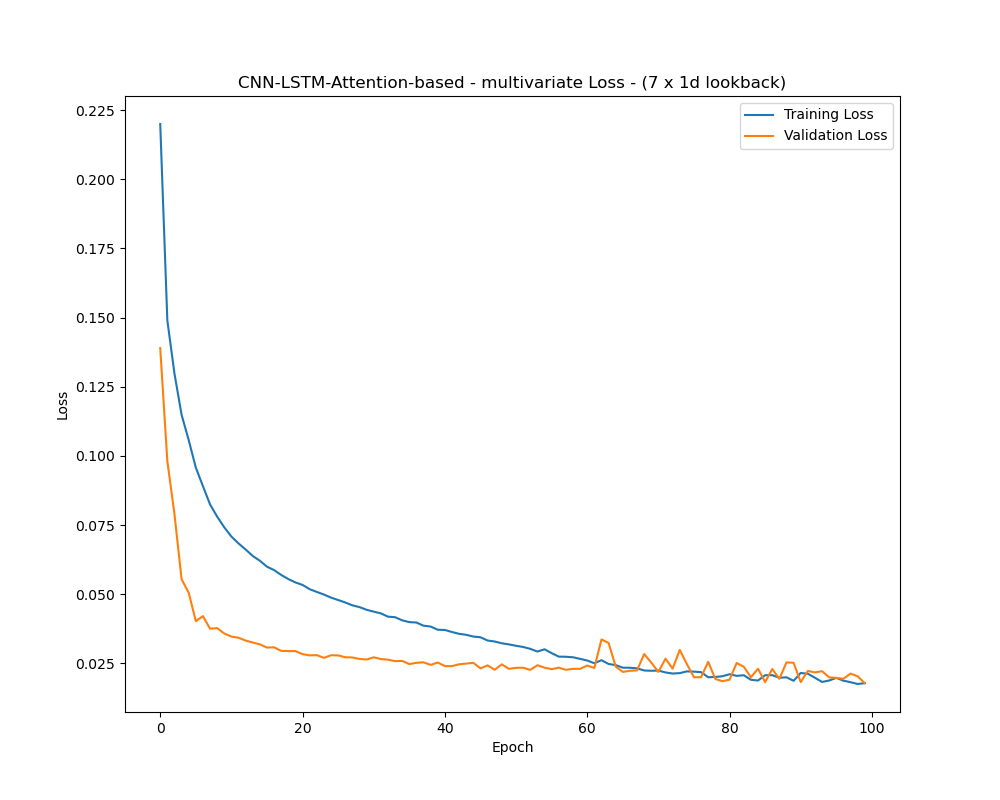 CNN-LSTM-Attention-based - multivariate Loss - (7 x 1d lookback)
Training Loss
Validation Loss
0.225
0.200
0.175
0.150
0.125
0.100
0.075
0.050
0.025
Loss
0 20 40 60 80 100
Epoch